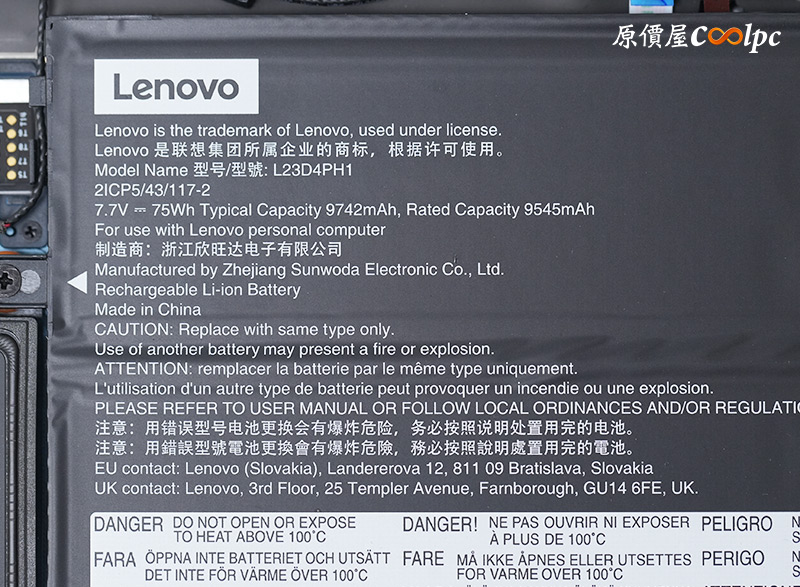 原價屋coolpc
Lenovo
Lenovo is the trademark of Lenovo, used under license.
Lenovo 是联想集团所属企业的商标，根据许可使用。
Model Name 型号/型號: L23D4PH1
2ICP5/43/117-2
7.7V ⎓ 75Wh Typical Capacity 9742mAh, Rated Capacity 9545mAh
For use with Lenovo personal computer
制造商：浙江欣旺达电子有限公司
Manufactured by Zhejiang Sunwoda Electronic Co., Ltd.
Rechargeable Li-ion Battery
Made in China
CAUTION: Replace with same type only.
Use of another battery may present a fire or explosion.
ATTENTION: remplacer la batterie par le même type uniquement.
L'utilisation d'un autre type de batterie peut provoquer un incendie ou une explosion.
PLEASE REFER TO USER MANUAL OR FOLLOW LOCAL ORDINANCES AND/OR
注意：用错误型号电池更换会有爆炸危险，务必按照说明处置用完的电池。
注意：用錯誤型號電池更換會有爆炸危險，務必按照說明處置用完的電池。
EU contact: Lenovo (Slovakia), Landererova 12, 811 09 Bratislava, Slovakia
UK contact: Lenovo, 3rd Floor, 25 Templer Avenue, Farnborough, GU14 6FE, UK.
DANGER DO NOT OPEN OR EXPOSE TO HEAT ABOVE 100°C
DANGER! NE PAS OUVRIR NI EXPOSER À PLUS DE 100°C
PELIGRO
FARA ÖPPNA INTE BATTERIET OCH UTSÄTT DET INTE FÖR VÄRME ÖVER 100°C
FARE MÅ IKKE ÅPNES ELLER UTSETTES FOR VARME OVER 100°C
PERIGO